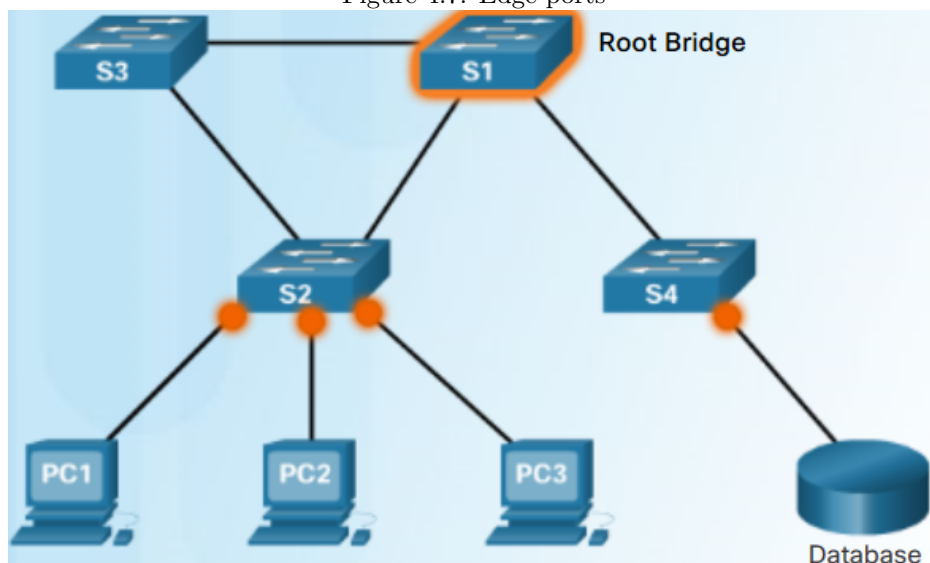 Figure 4.7: Edge ports
S3
S1
Root Bridge
S2
S4
PC1
PC2
PC3
Database